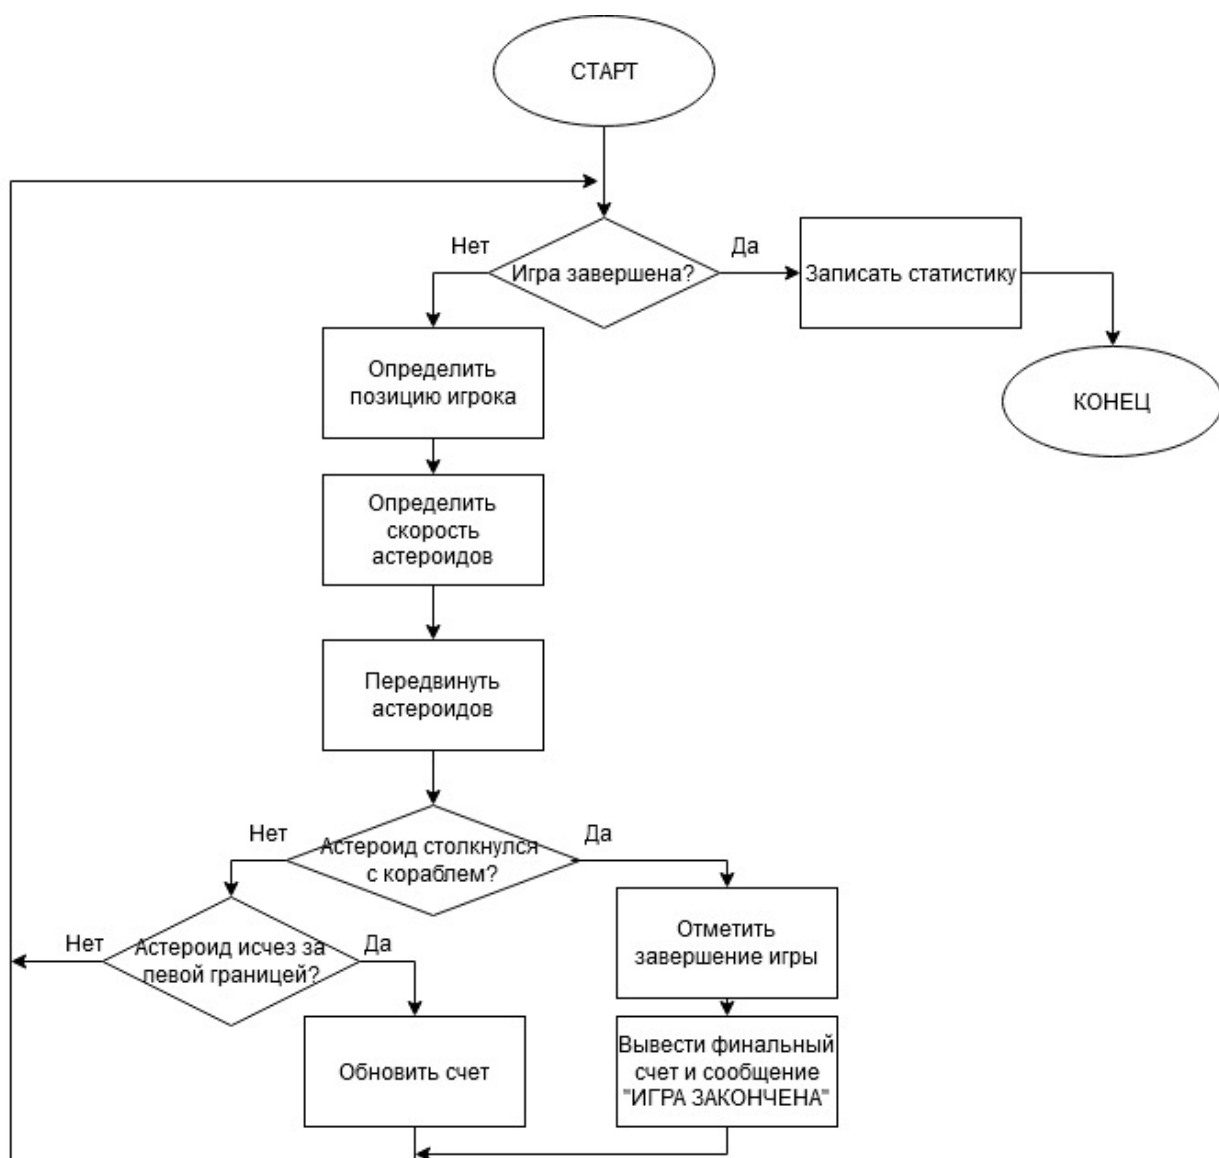 СТАРТ
Нет
Да
Игра завершена?
Записать статистику
Определить
позицию игрока
КОНЕЦ
Определить
скорость
астероидов
Передвинуть
астероидов
Нет
Да
Астероид столкнулся
с кораблем?
Отметить
завершение игры
Нет
Да
Астероид исчез за
левой границей?
Обновить счет
Вывести финальный
счет и сообщение
"ИГРА ЗАКОНЧЕНА"